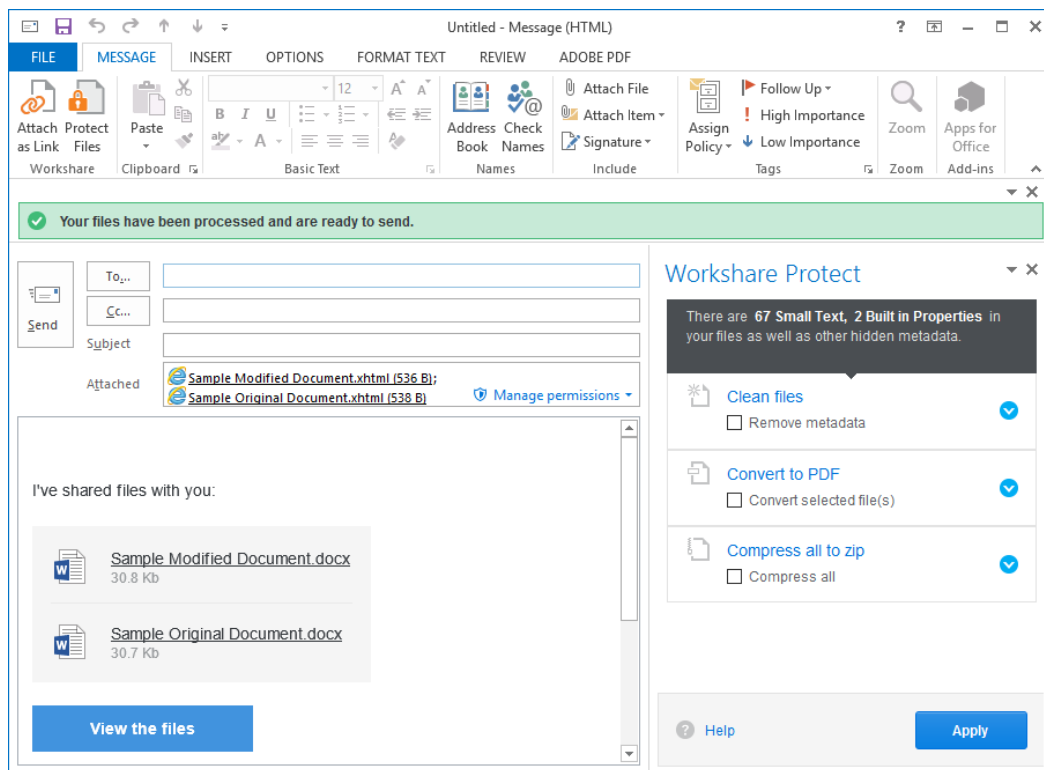 Untitled - Message (HTML)
?
FILE MESSAGE INSERT OPTIONS FORMAT TEXT REVIEW ADOBE PDF
Attach as Link
Protect Files
Workshare
Paste
Clipboard
12
B I U
A
Basic Text
Address Book
Check Names
Names
Attach File
Attach Item
Signature
Include
Assign Policy
Follow Up
High Importance
Low Importance
Tags
Zoom
Zoom
Apps for Office
Add-ins
Your files have been processed and are ready to send.
Send
To...
Cc...
Subject
Attached
Sample Modified Document.xhtml (536 B);
Sample Original Document.xhtml (538 B)
Manage permissions
I've shared files with you:
Sample Modified Document.docx
30.8 Kb
Sample Original Document.docx
30.7 Kb
View the files
Workshare Protect
There are 67 Small Text, 2 Built in Properties in
your files as well as other hidden metadata.
Clean files
Remove metadata
Convert to PDF
Convert selected file(s)
Compress all to zip
Compress all
? Help
Apply